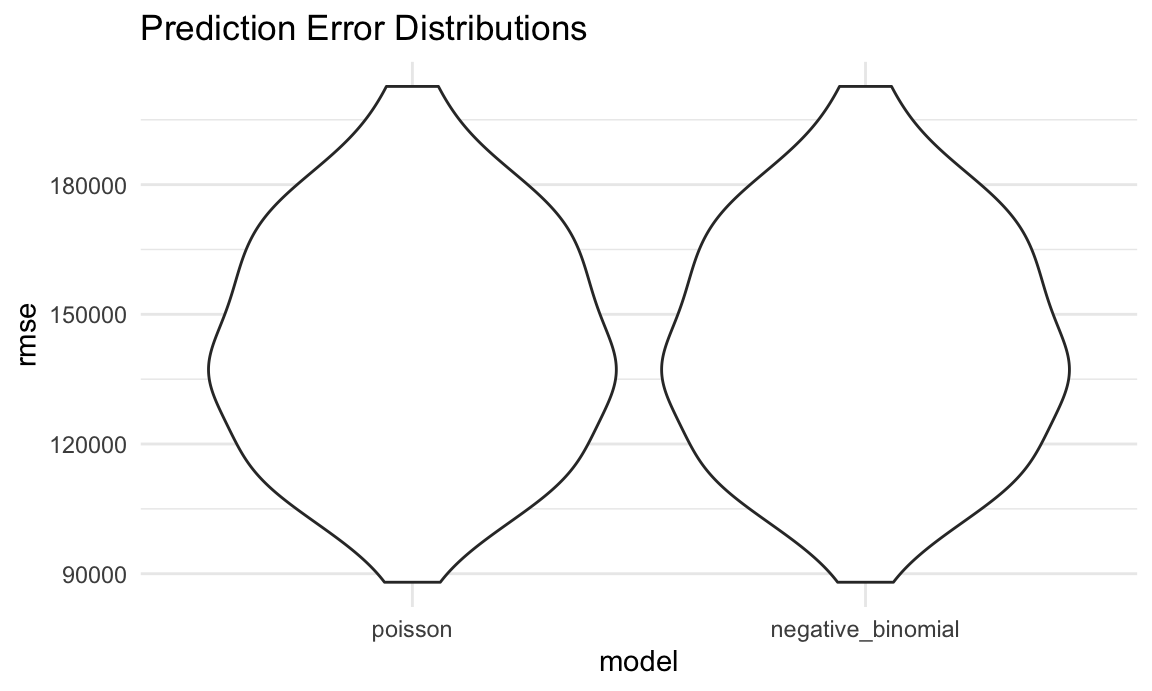 Prediction Error Distributions
rmse
180000
150000
120000
90000
poisson negative_binomial
model